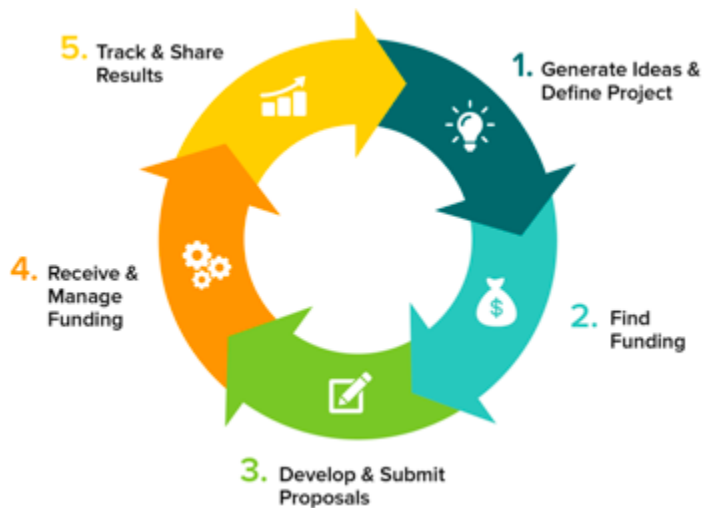 1. Generate Ideas &
Define Project
2. Find
Funding
3. Develop & Submit
Proposals
4. Receive &
Manage
Funding
5. Track & Share
Results
$